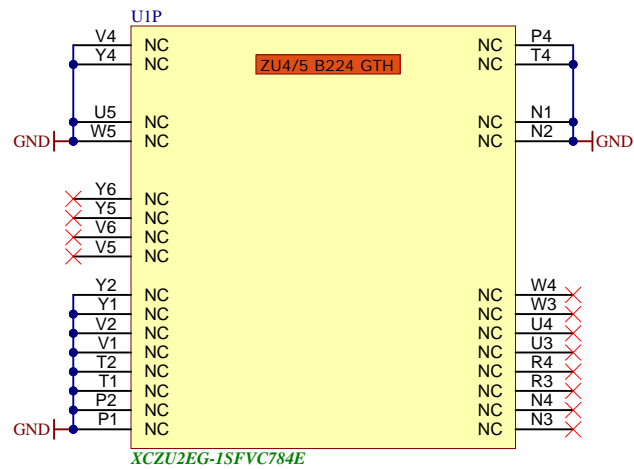 U1P
ZU4/5 B224 GTH
V4 NC NC P4
Y4 NC NC T4
U5 NC NC N1
GND W5 NC NC N2 GND
Y6 NC
Y5 NC
V6 NC
V5 NC
Y2 NC NC W4
Y1 NC NC W3
V2 NC NC U4
V1 NC NC U3
T2 NC NC R4
T1 NC NC R3
P2 NC NC N4
GND P1 NC NC N3
XCZU2EG-1SFVC784E